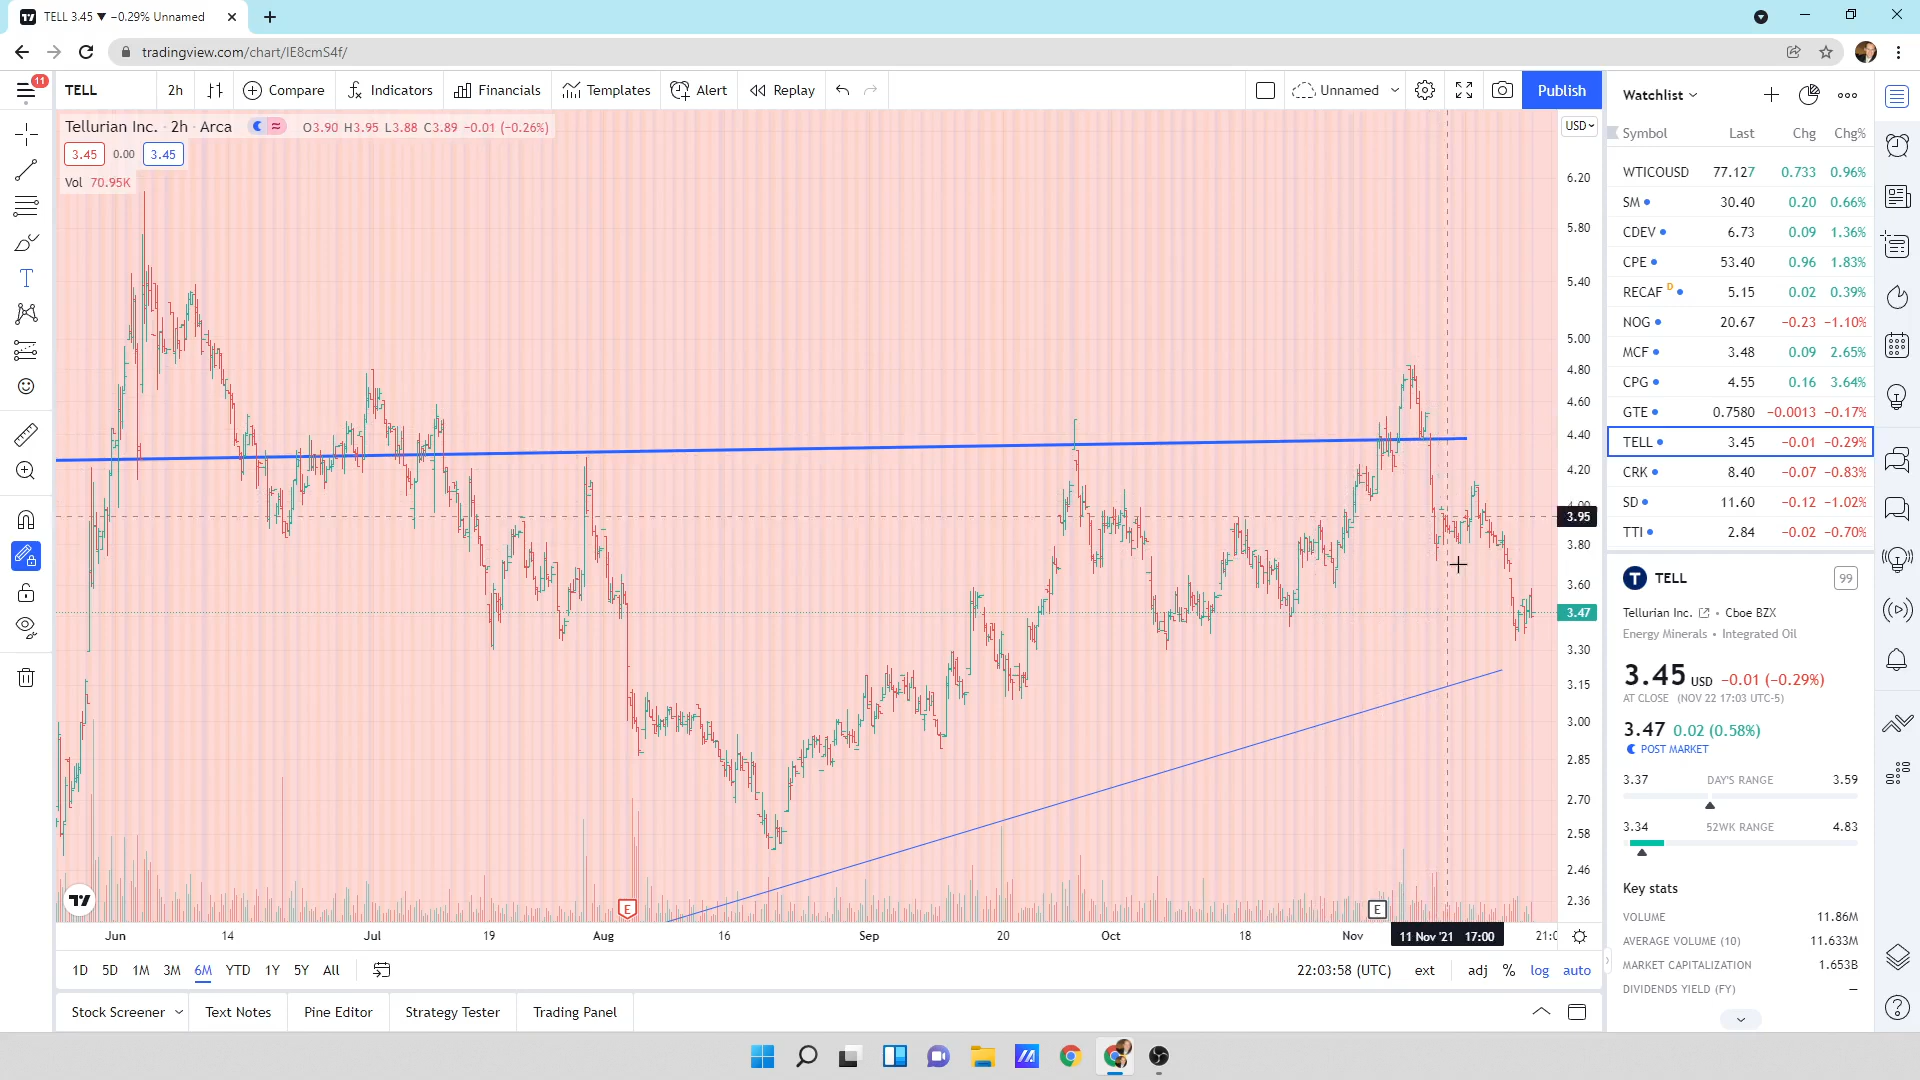 TELL 3.45 ▼ −0.29% Unnamed
tradingview.com/chart/IE8cmS4f/
11
TELL 2h Compare Indicators Financials Templates Alert Replay Unnamed Publish
Tellurian Inc. · 2h · Arca O3.90 H3.95 L3.88 C3.89 −0.01 (−0.26%)
3.45 0.00 3.45
Vol 70.95K
USD
6.20
5.80
5.40
5.00
4.80
4.60
4.40
4.20
4.00
3.95
3.80
3.60
3.47
3.30
3.15
3.00
2.85
2.70
2.58
2.46
2.36
E E
Jun 14 Jul 19 Aug 16 Sep 20 Oct 18 Nov 11 Nov '21 17:00 21:0
1D 5D 1M 3M 6M YTD 1Y 5Y All 22:03:58 (UTC) ext adj % log auto
Stock Screener Text Notes Pine Editor Strategy Tester Trading Panel
Watchlist
Symbol Last Chg Chg%
WTICOUSD 77.127 0.733 0.96%
SM 30.40 0.20 0.66%
CDEV 6.73 0.09 1.36%
CPE 53.40 0.96 1.83%
RECAF D 5.15 0.02 0.39%
NOG 20.67 −0.23 −1.10%
MCF 3.48 0.09 2.65%
CPG 4.55 0.16 3.64%
GTE 0.7580 −0.0013 −0.17%
TELL 3.45 −0.01 −0.29%
CRK 8.40 −0.07 −0.83%
SD 11.60 −0.12 −1.02%
TTI 2.84 −0.02 −0.70%
T TELL 99
Tellurian Inc. • Cboe BZX
Energy Minerals • Integrated Oil
3.45 USD −0.01 (−0.29%)
AT CLOSE (NOV 22 17:03 UTC-5)
3.47 0.02 (0.58%)
POST MARKET
3.37 DAY'S RANGE 3.59
3.34 52WK RANGE 4.83
Key stats
VOLUME 11.86M
AVERAGE VOLUME (10) 11.633M
MARKET CAPITALIZATION 1.653B
DIVIDENDS YIELD (FY) —